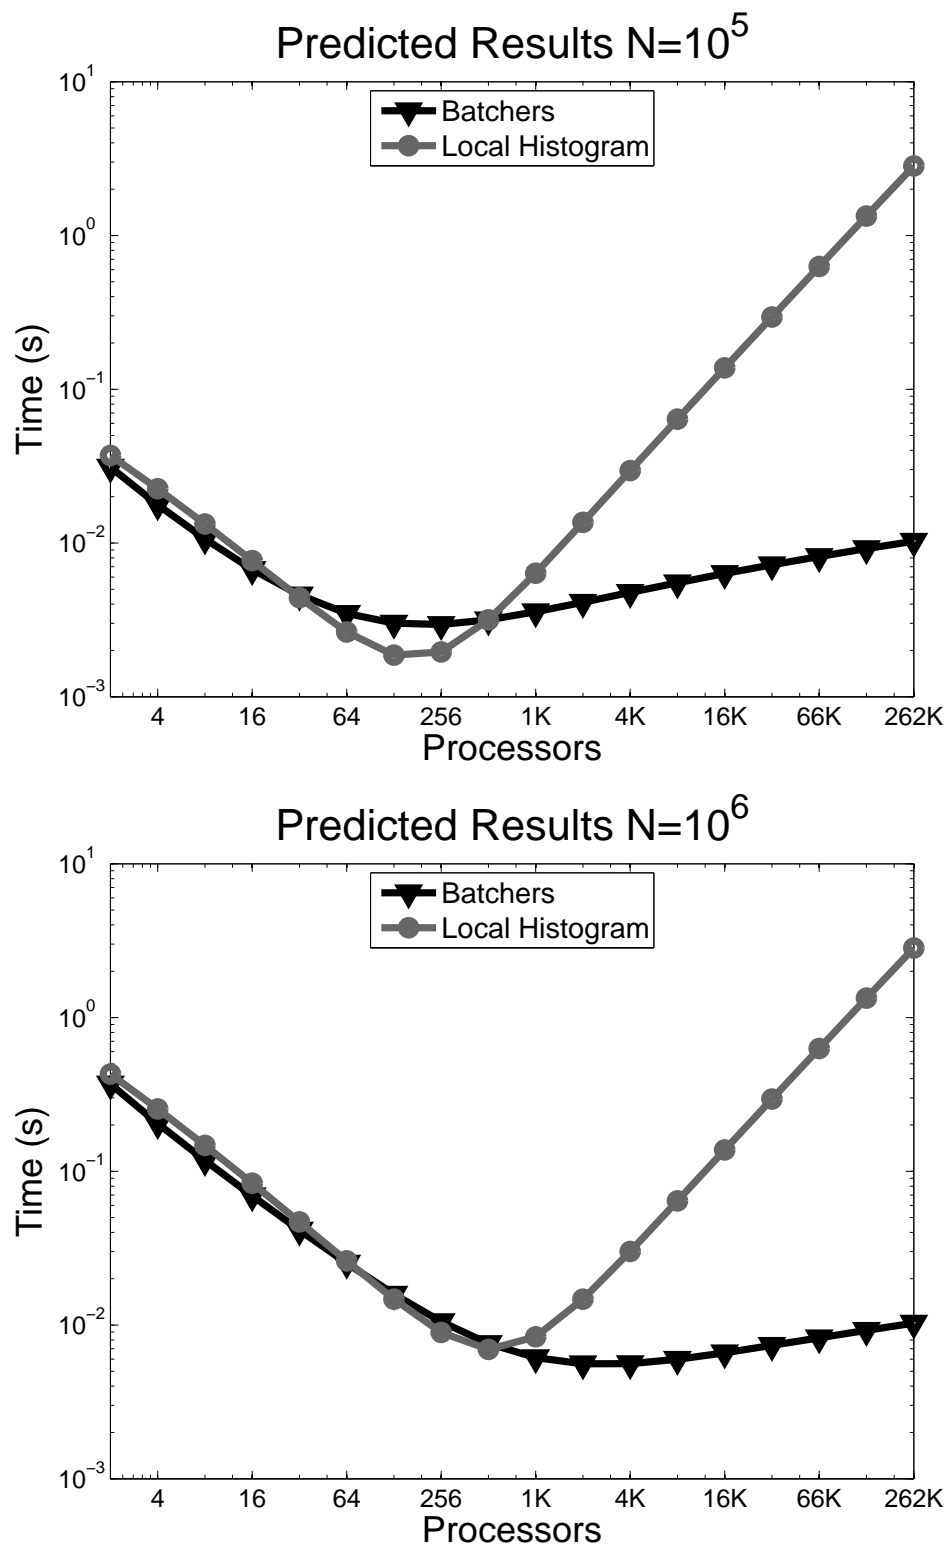 Predicted Results N=10^5
10^1
Batchers
Local Histogram
10^0
Time (s)
10^−1
10^−2
10^−3
4 16 64 256 1K 4K 16K 66K 262K
Processors
Predicted Results N=10^6
10^1
Batchers
Local Histogram
10^0
Time (s)
10^−1
10^−2
10^−3
4 16 64 256 1K 4K 16K 66K 262K
Processors